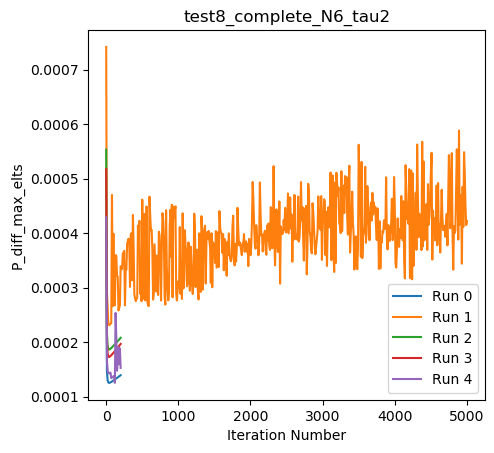 test8_complete_N6_tau2
P_diff_max_elts
0.0007
0.0006
0.0005
0.0004
0.0003
0.0002
0.0001
Run 0
Run 1
Run 2
Run 3
Run 4
0 1000 2000 3000 4000 5000
Iteration Number